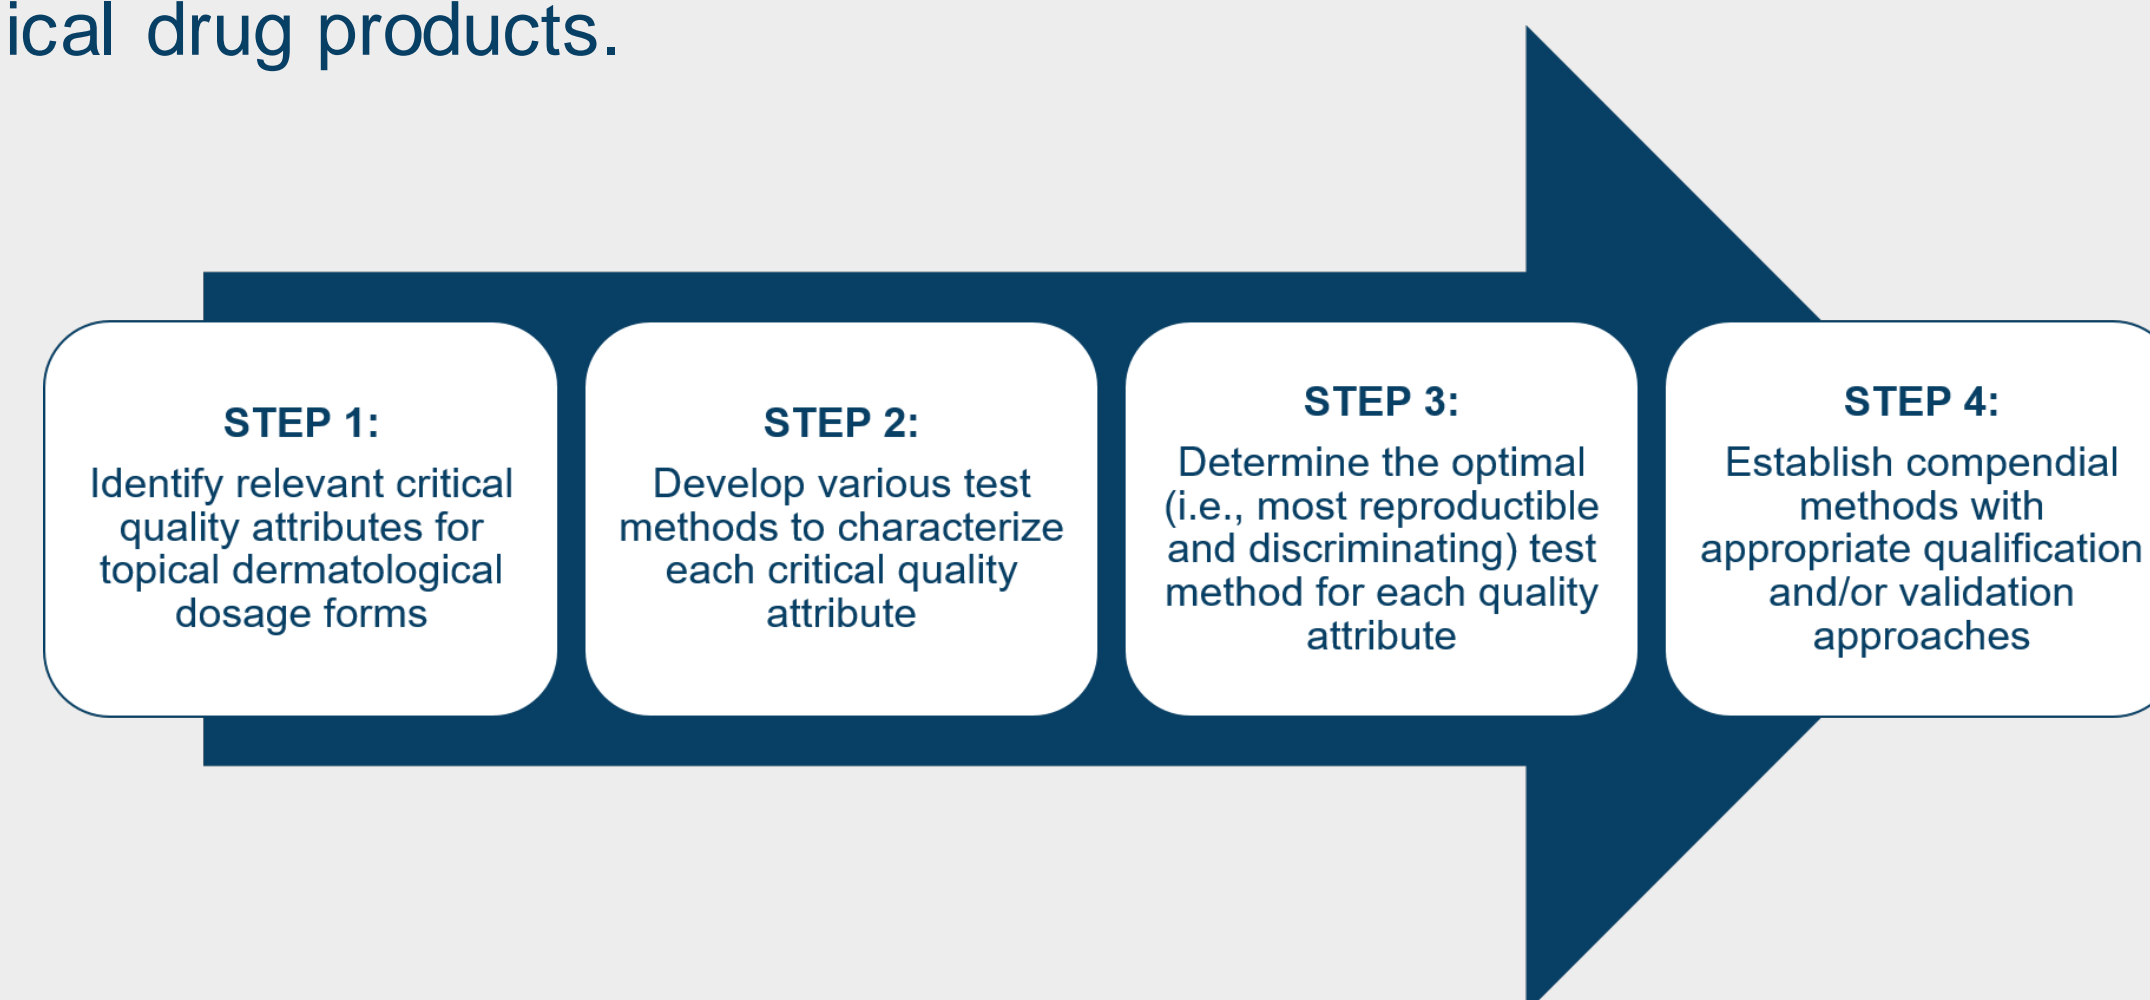 ical drug products.
STEP 1:
Identify relevant critical
quality attributes for
topical dermatological
dosage forms
STEP 2:
Develop various test
methods to characterize
each critical quality
attribute
STEP 3:
Determine the optimal
(i.e., most reproductible
and discriminating) test
method for each quality
attribute
STEP 4:
Establish compendial
methods with
appropriate qualification
and/or validation
approaches